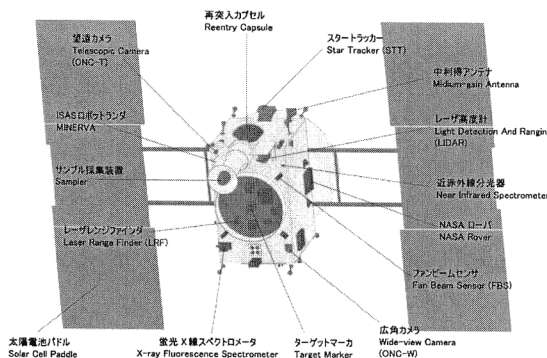 再突入カプセル
Reentry Capsule
望遠カメラ
Telescopic Camera
(ONC-T)
スタートラッカー
Star Tracker (STT)
中利得アンテナ
Midium-gain Antenna
ISASロボットランダ
MINERVA
レーザ高度計
Light Detection And Rangin
(LIDAR)
サンプル採集装置
Sampler
近赤外線分光器
Near Infrared Spectrometer
レーザレンジファインダ
Laser Range Finder (LRF)
NASA ローバ
NASA Rover
ファンビームセンサ
Fan Beam Sensor (FBS)
太陽電池パドル
Solar Cell Paddle
蛍光X線スペクトロメータ
X-ray Fluorescence Spectrometer
ターゲットマーカ
Target Marker
広角カメラ
Wide-view Camera
(ONC-W)